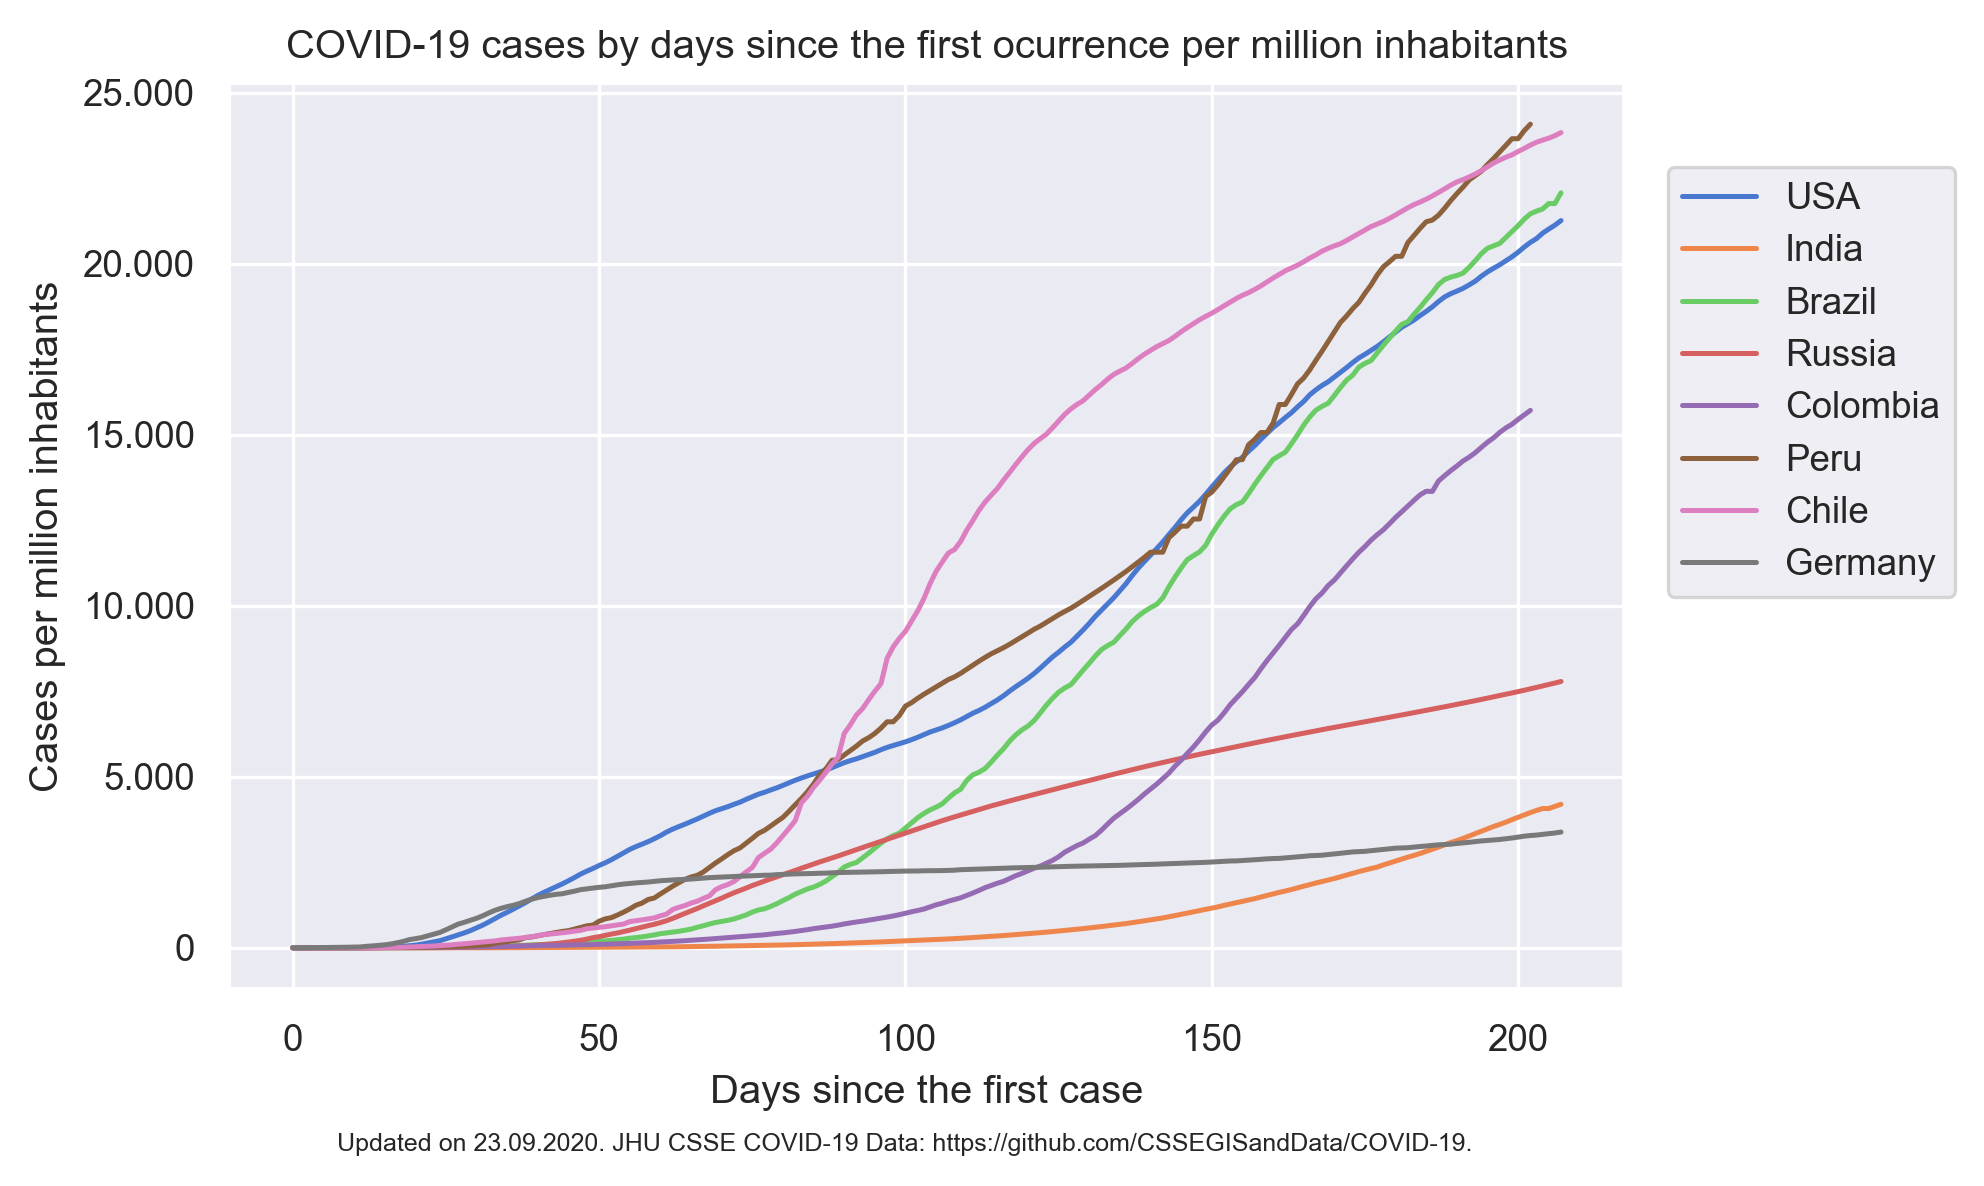 COVID-19 cases by days since the first ocurrence per million inhabitants
25.000
20.000
15.000
10.000
5.000
0
Cases per million inhabitants
0 50 100 150 200
Days since the first case
USA
India
Brazil
Russia
Colombia
Peru
Chile
Germany
Updated on 23.09.2020. JHU CSSE COVID-19 Data: https://github.com/CSSEGISandData/COVID-19.